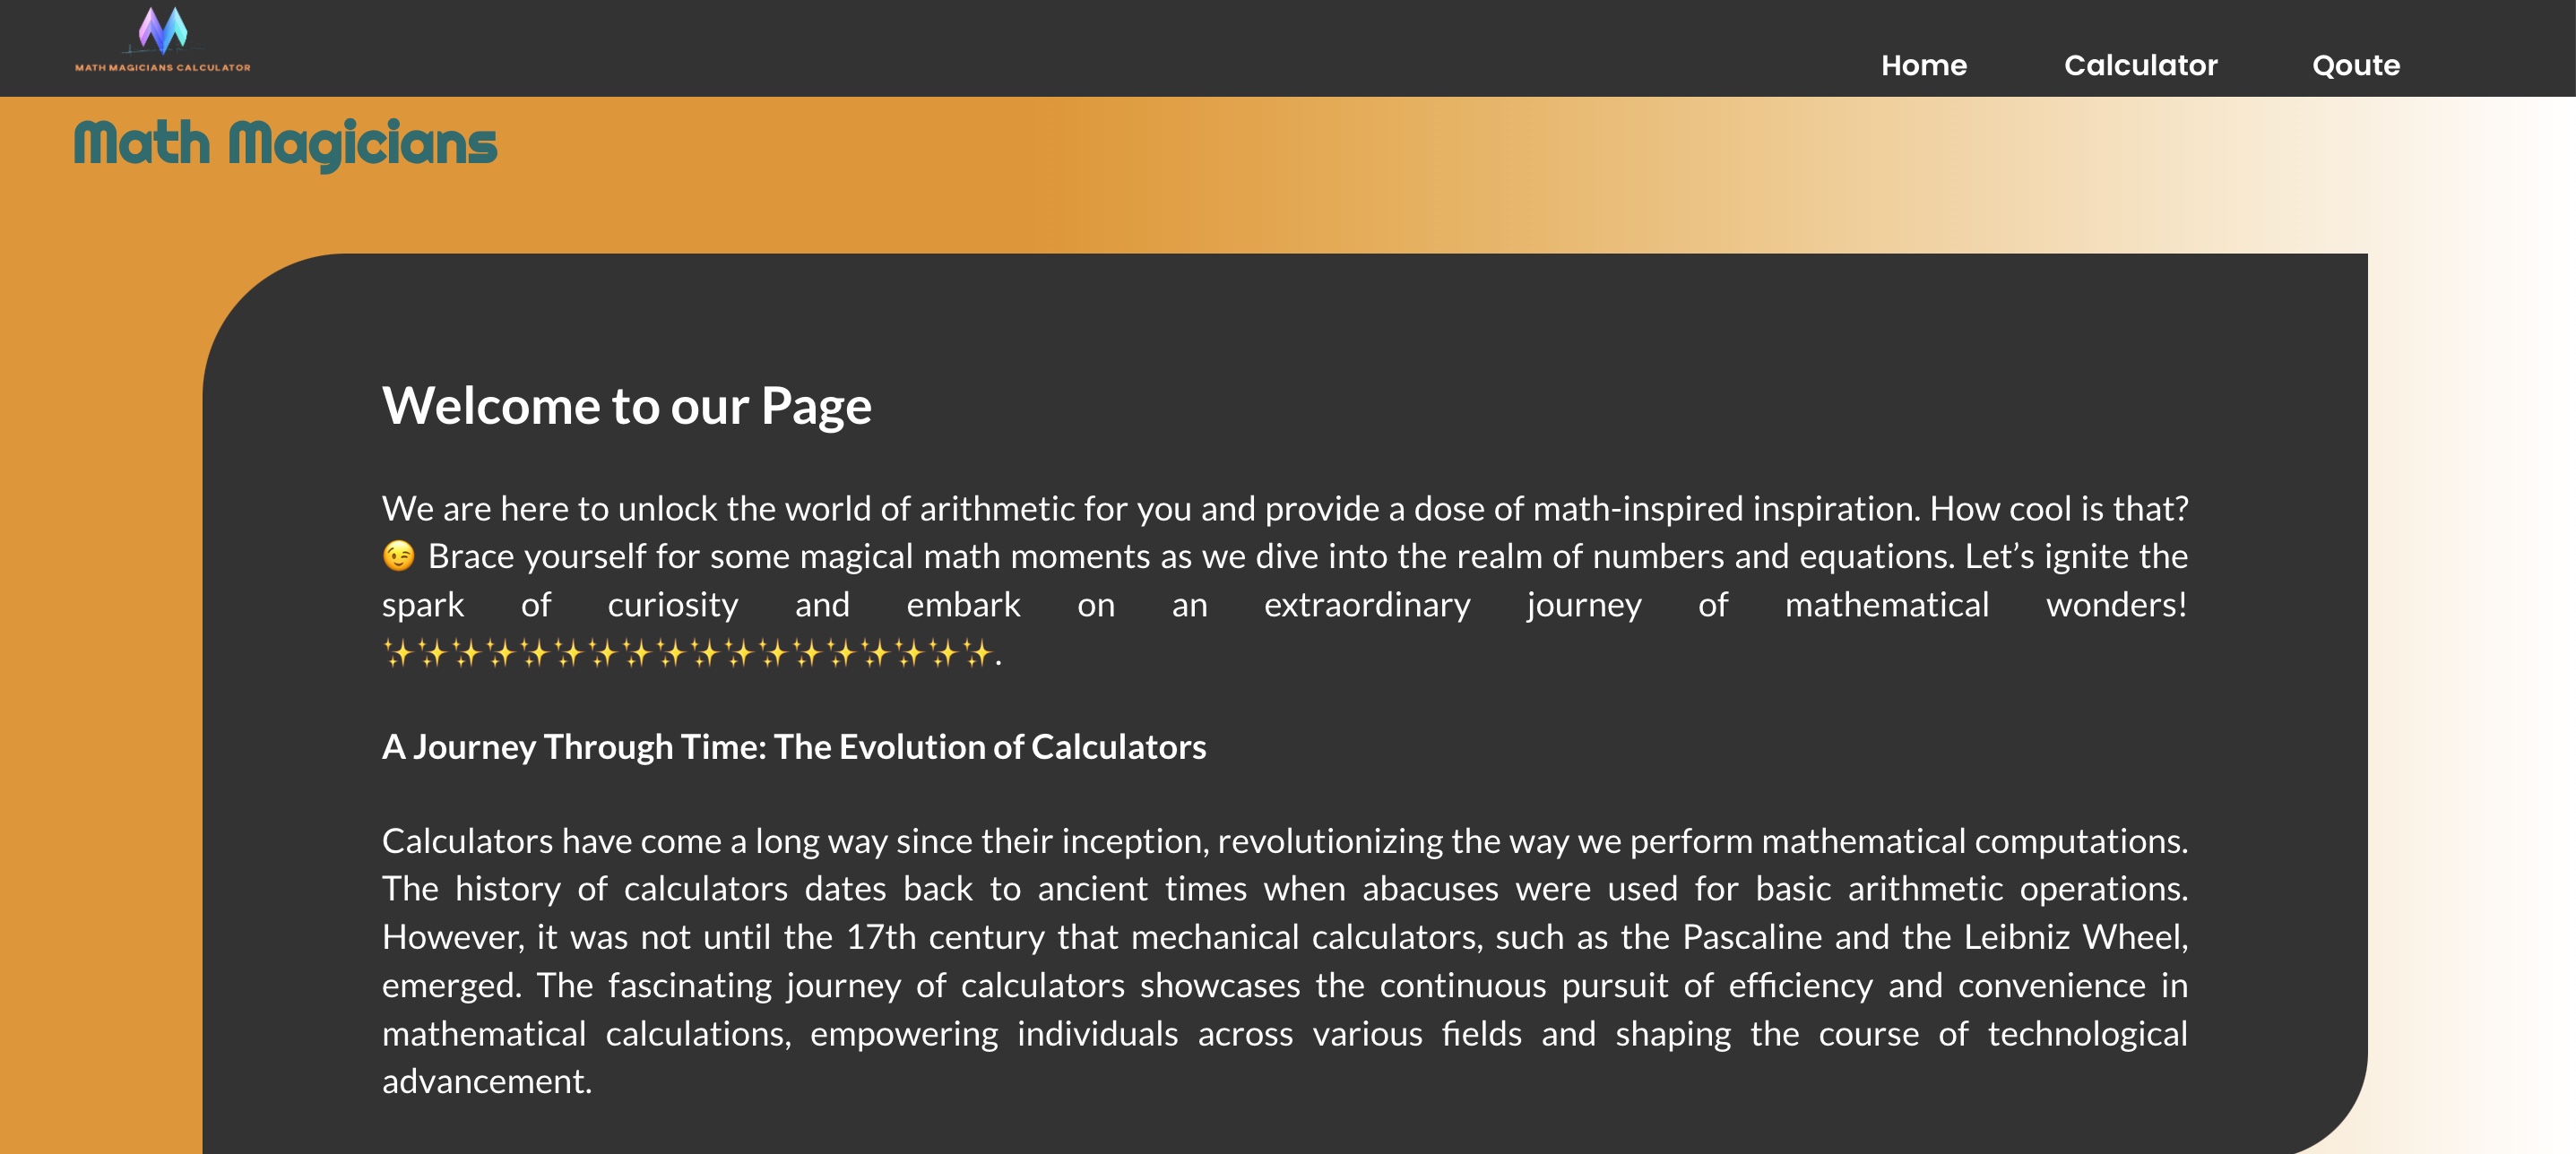 MATH MAGICIANS CALCULATOR
Home Calculator Qoute
Math Magicians
Welcome to our Page
We are here to unlock the world of arithmetic for you and provide a dose of math-inspired inspiration. How cool is that?
😉 Brace yourself for some magical math moments as we dive into the realm of numbers and equations. Let’s ignite the
spark of curiosity and embark on an extraordinary journey of mathematical wonders!
✨✨✨✨✨✨✨✨✨✨✨✨✨✨✨✨✨✨.
A Journey Through Time: The Evolution of Calculators
Calculators have come a long way since their inception, revolutionizing the way we perform mathematical computations.
The history of calculators dates back to ancient times when abacuses were used for basic arithmetic operations.
However, it was not until the 17th century that mechanical calculators, such as the Pascaline and the Leibniz Wheel,
emerged. The fascinating journey of calculators showcases the continuous pursuit of efficiency and convenience in
mathematical calculations, empowering individuals across various fields and shaping the course of technological
advancement.